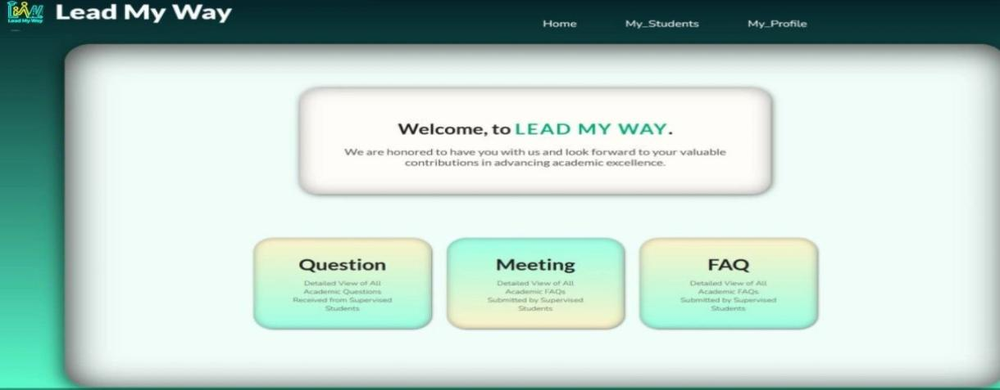 Lead My Way
Lead My Way
Home My_Students My_Profile
Welcome, to LEAD MY WAY.
We are honored to have you with us and look forward to your valuable
contributions in advancing academic excellence.
Question
Detailed View of All
Academic Questions
Received from Supervised
Students
Meeting
Detailed View of All
Academic FAQs
Submitted by Supervised
Students
FAQ
Detailed View of All
Academic FAQs
Submitted by Supervised
Students